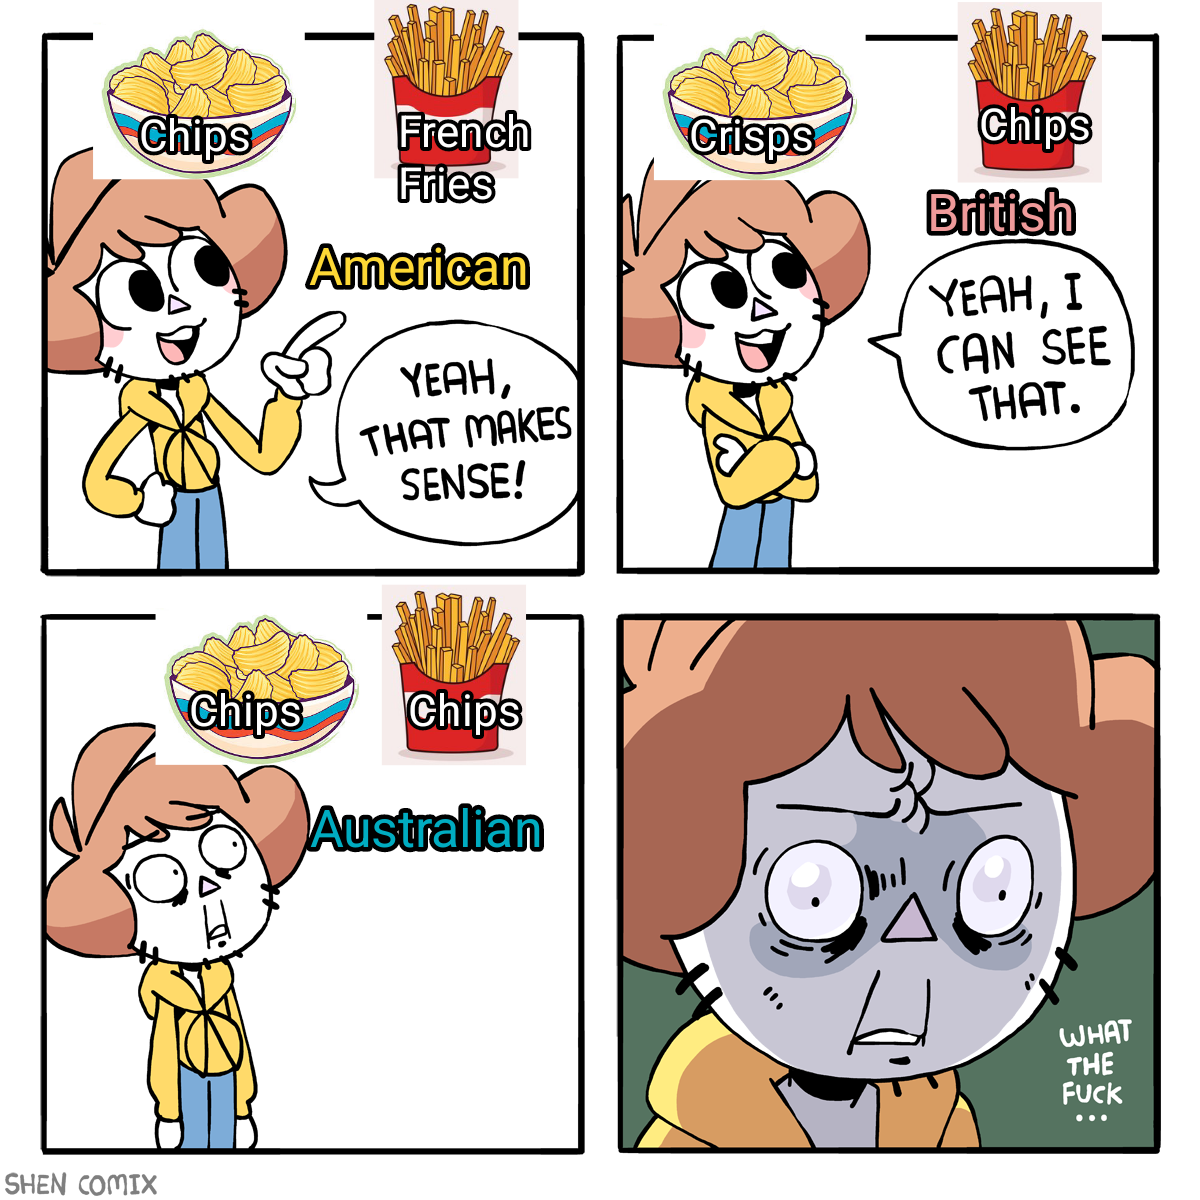 Chips
French
Fries
American
YEAH,
THAT MAKES
SENSE!
Crisps
Chips
British
YEAH, I
CAN SEE
THAT.
Chips
Chips
Australian
WHAT
THE
FUCK
...
SHEN COMIX